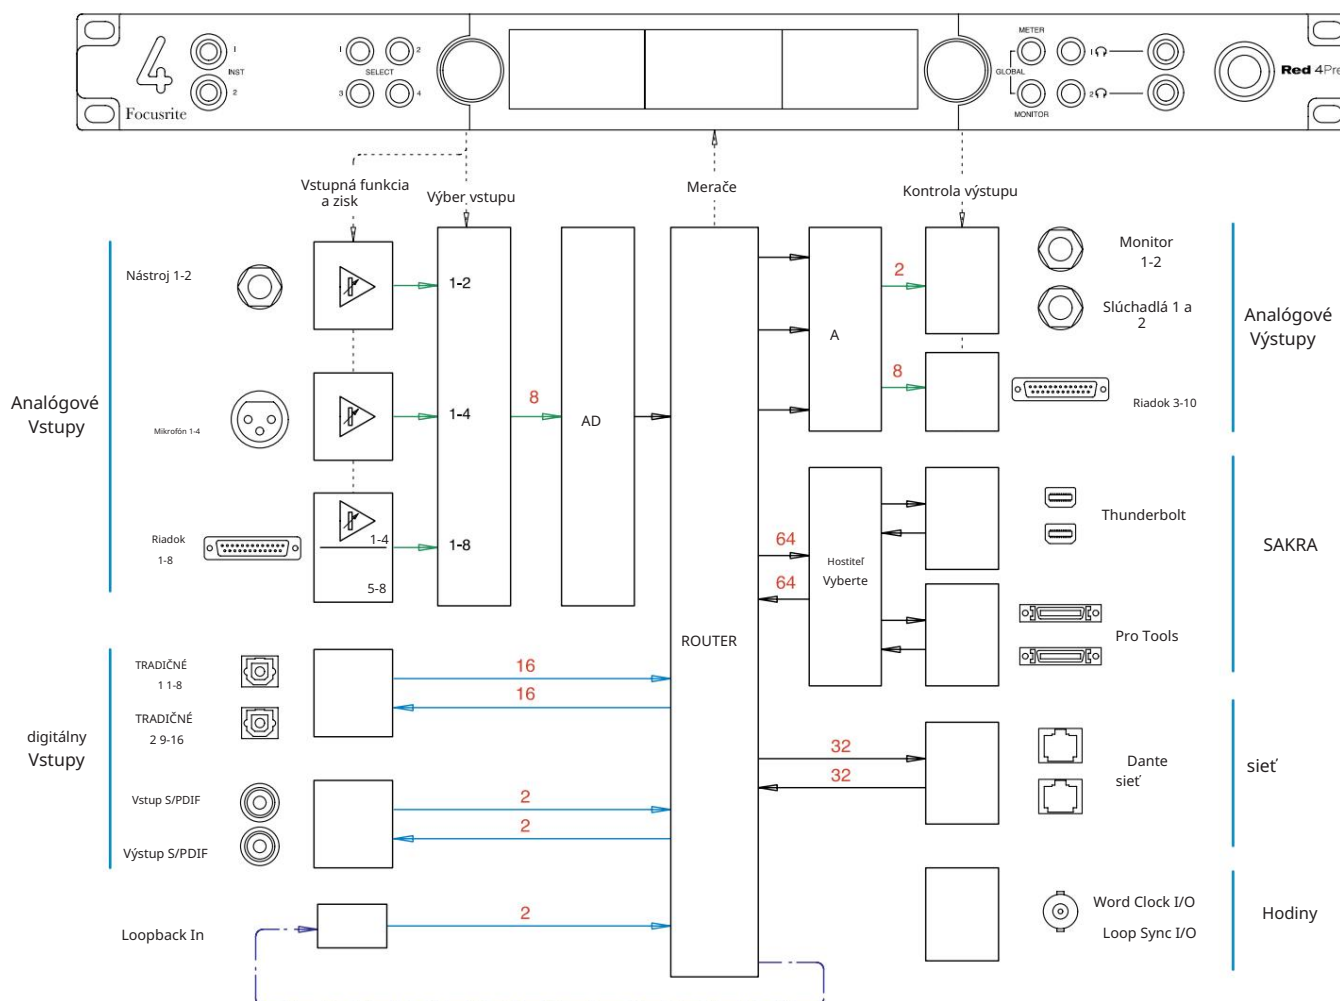 4
Focusrite
1
INST
2
1
2
SELECT
3
4
METER
GLOBAL
MONITOR
1
2
Red 4Pre
Vstupná funkcia
a zisk
Výber vstupu
Merače
Kontrola výstupu
Analógové
Vstupy
Nástroj 1-2
Mikrofón 1-4
Riadok
1-8
1-4
5-8
1-2
1-4
1-8
8
AD
ROUTER
A
2
8
Monitor
1-2
Slúchadlá 1 a
2
Riadok 3-10
Analógové
Výstupy
64
64
Hostiteľ
Vyberte
Thunderbolt
Pro Tools
SAKRA
digitálny
Vstupy
TRADIČNÉ
1 1-8
TRADIČNÉ
2 9-16
16
16
Vstup S/PDIF
Výstup S/PDIF
2
2
32
32
Dante
sieť
sieť
Loopback In
2
Word Clock I/O
Loop Sync I/O
Hodiny